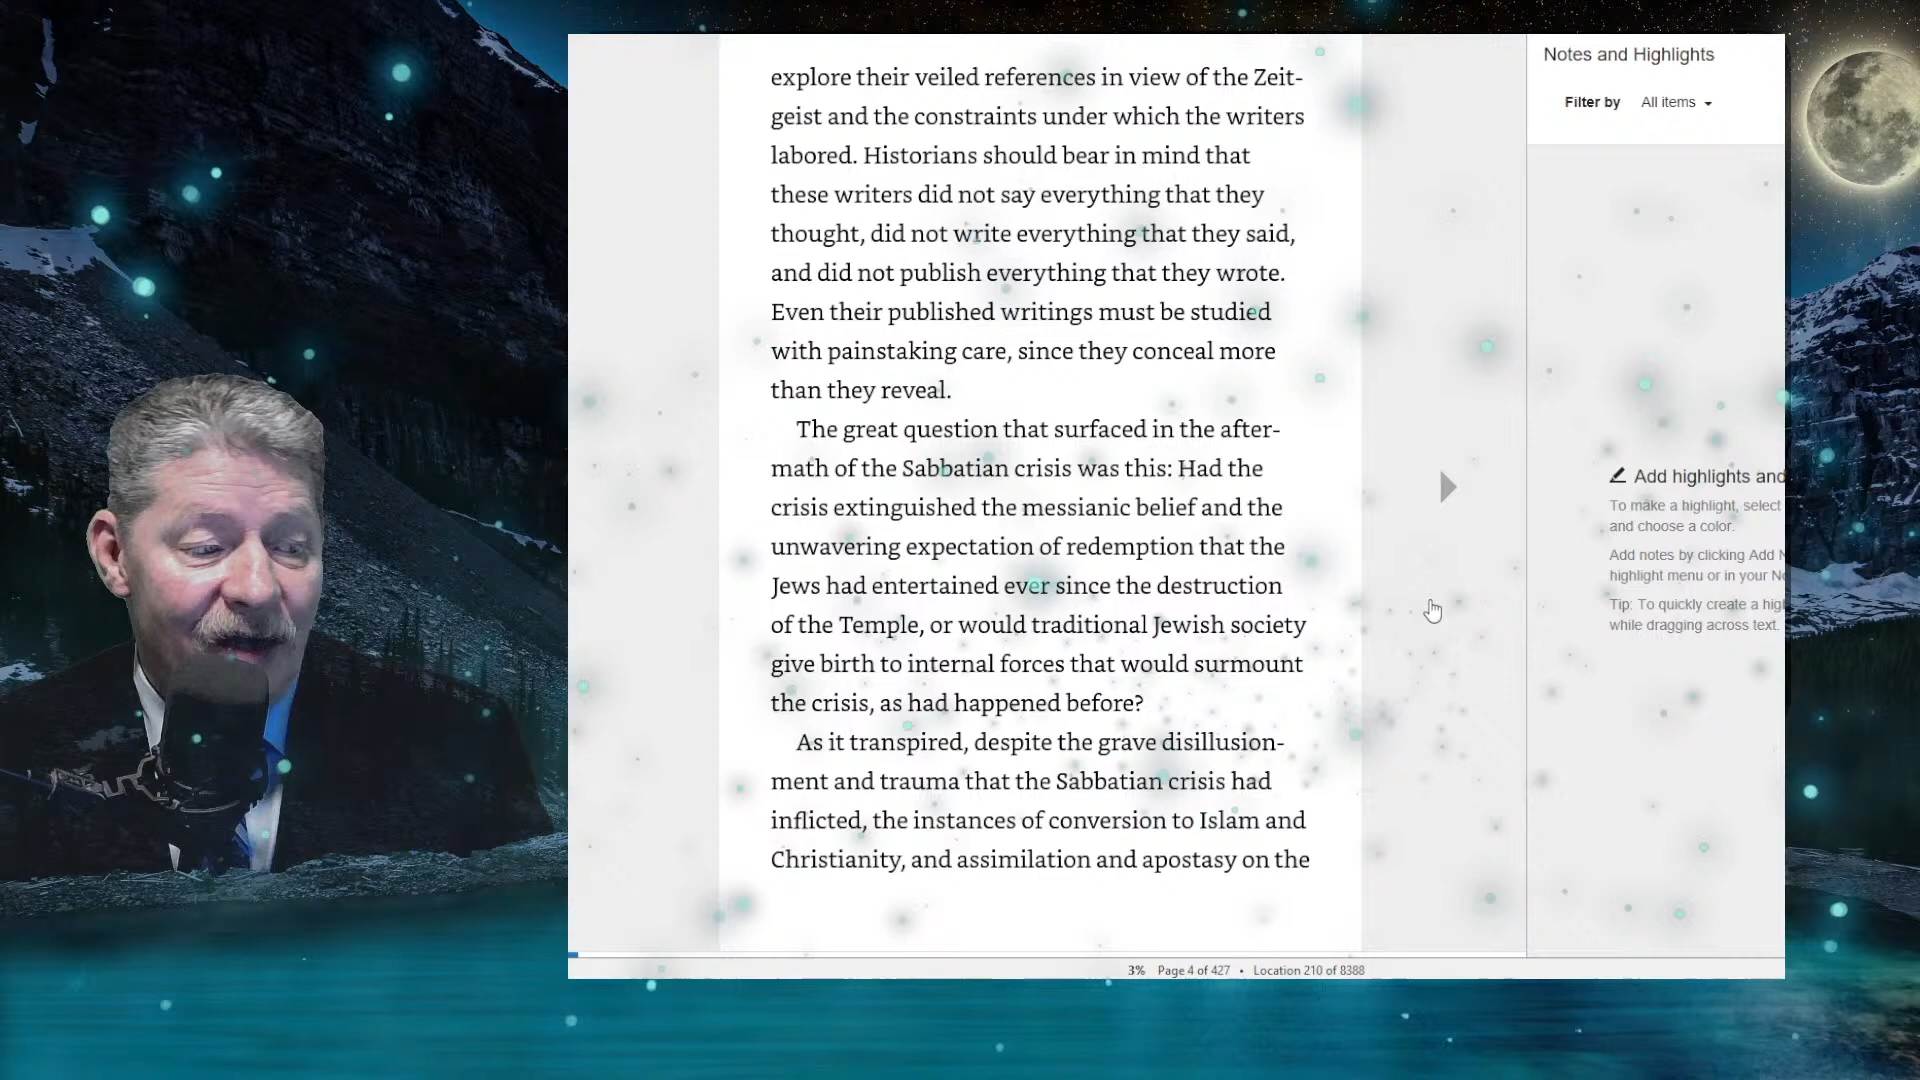 explore their veiled references in view of the Zeit-
geist and the constraints under which the writers
labored. Historians should bear in mind that
these writers did not say everything that they
thought, did not write everything that they said,
and did not publish everything that they wrote.
Even their published writings must be studied
with painstaking care, since they conceal more
than they reveal.
The great question that surfaced in the after-
math of the Sabbatian crisis was this: Had the
crisis extinguished the messianic belief and the
unwavering expectation of redemption that the
Jews had entertained ever since the destruction
of the Temple, or would traditional Jewish society
give birth to internal forces that would surmount
the crisis, as had happened before?
As it transpired, despite the grave disillusion-
ment and trauma that the Sabbatian crisis had
inflicted, the instances of conversion to Islam and
Christianity, and assimilation and apostasy on the
3% Page 4 of 427 • Location 210 of 8388
Notes and Highlights
Filter by All items
Add highlights and
To make a highlight, select
and choose a color.
Add notes by clicking Add
highlight menu or in your
Tip: To quickly create a
while dragging across text.